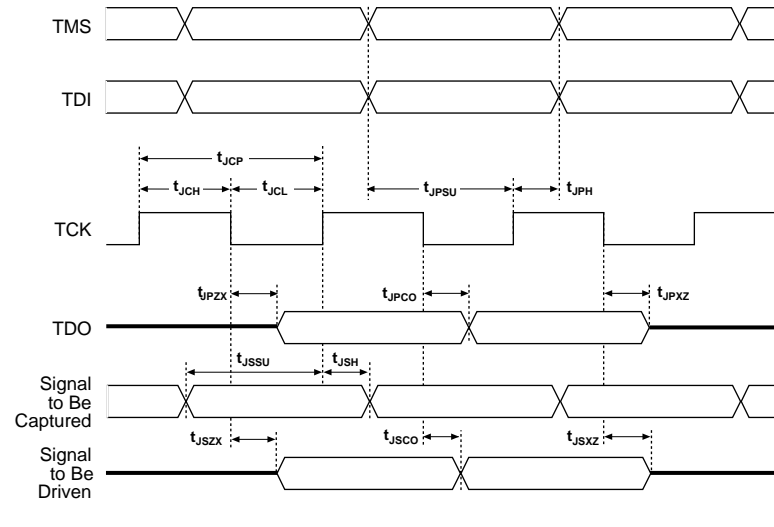 TMS
TDI
tJCP
tJCH
tJCL
tJPSU
tJPH
TCK
tJPZX
tJPCO
tJPXZ
TDO
tJSSU
tJSH
Signal
to Be
Captured
tJSZX
tJSCO
tJSXZ
Signal
to Be
Driven